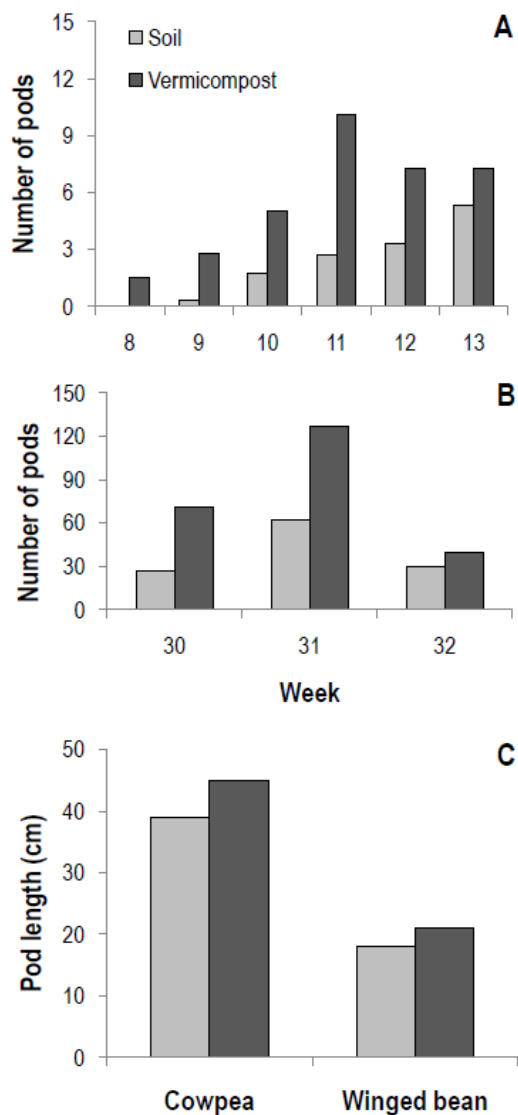 A
Soil
Vermicompost
Number of pods
15
12
9
6
3
0
8 9 10 11 12 13
B
Number of pods
150
120
90
60
30
0
30 31 32
Week
C
Pod length (cm)
50
40
30
20
10
0
Cowpea Winged bean